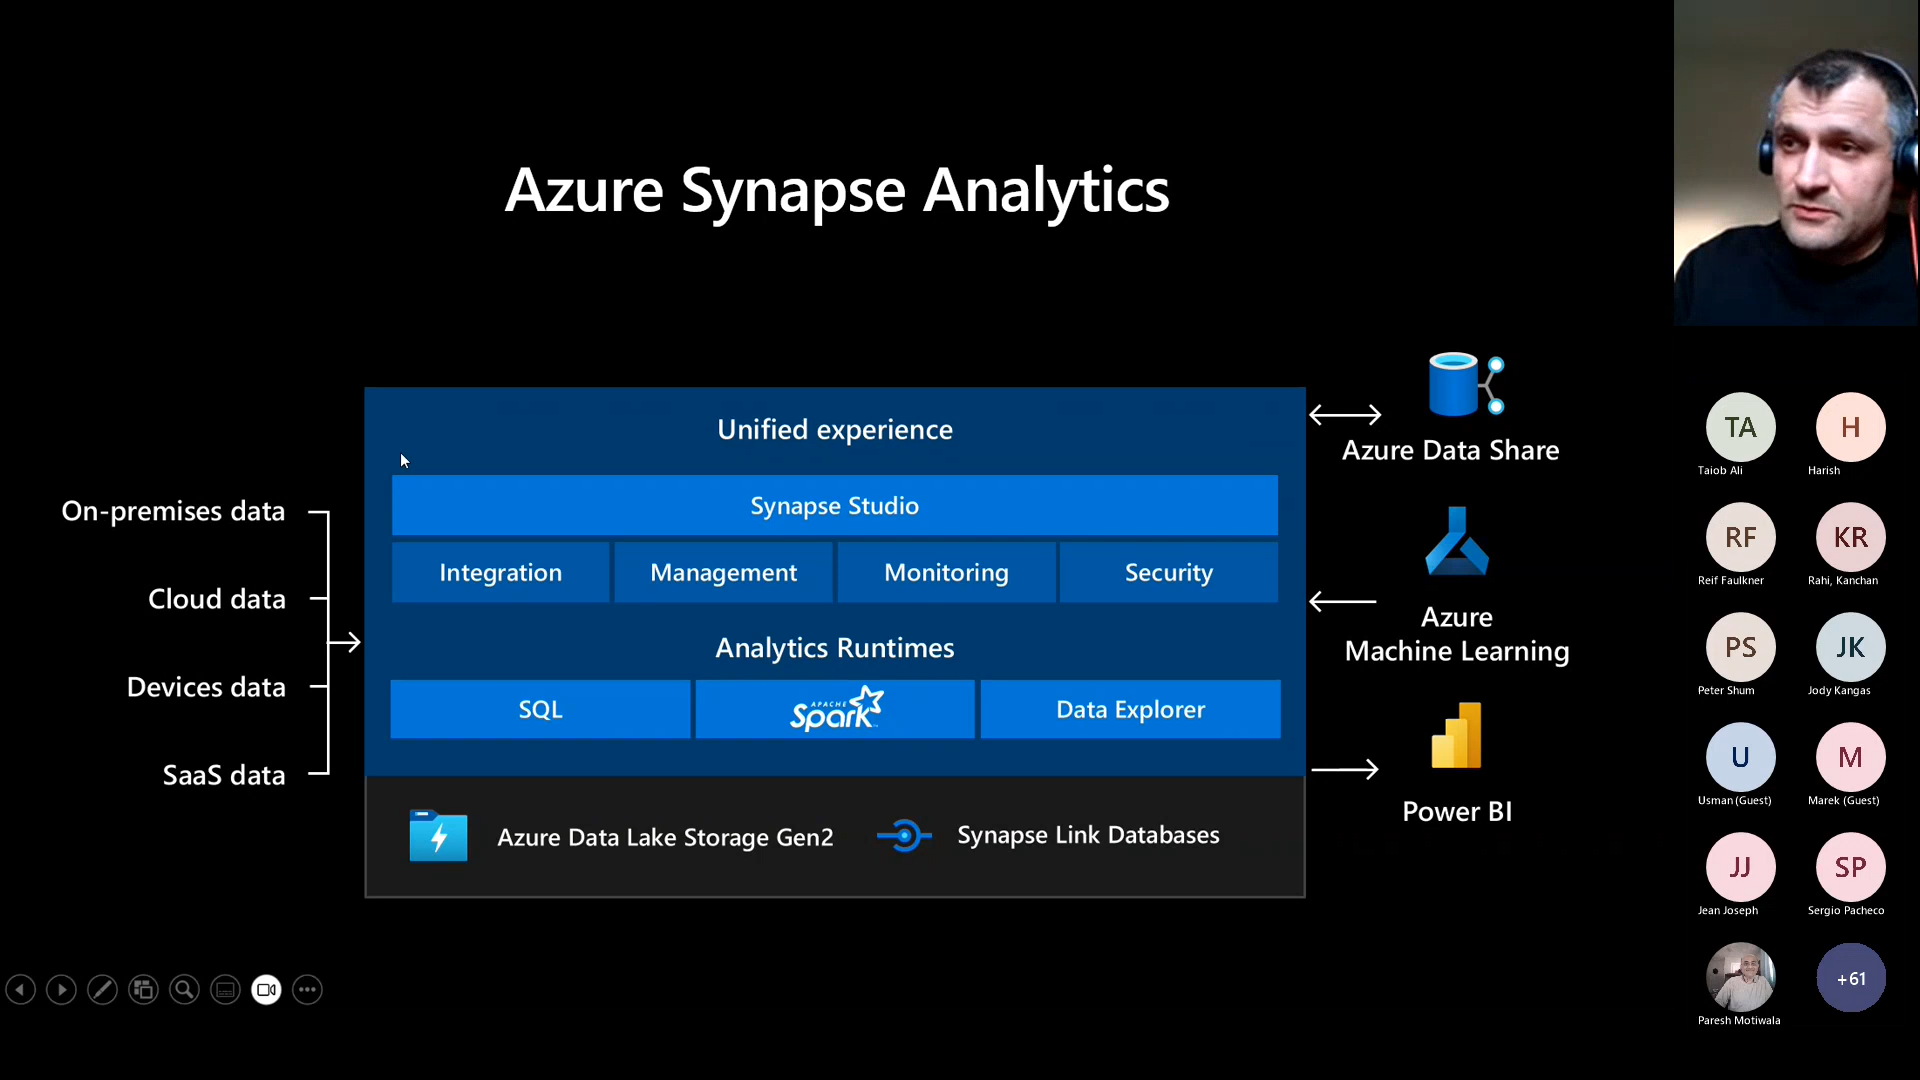 Azure Synapse Analytics
On-premises data
Cloud data
Devices data
SaaS data
Unified experience
Synapse Studio
Integration
Management
Monitoring
Security
Analytics Runtimes
SQL
APACHE
Spark
Data Explorer
Azure Data Lake Storage Gen2
Synapse Link Databases
Azure Data Share
Azure
Machine Learning
Power BI
TA
Taiob Ali
H
Harish
RF
Reif Faulkner
KR
Rahi, Kanchan
PS
Peter Shum
JK
Jody Kangas
U
Usman (Guest)
M
Marek (Guest)
JJ
Jean Joseph
SP
Sergio Pacheco
Paresh Motiwala
+61